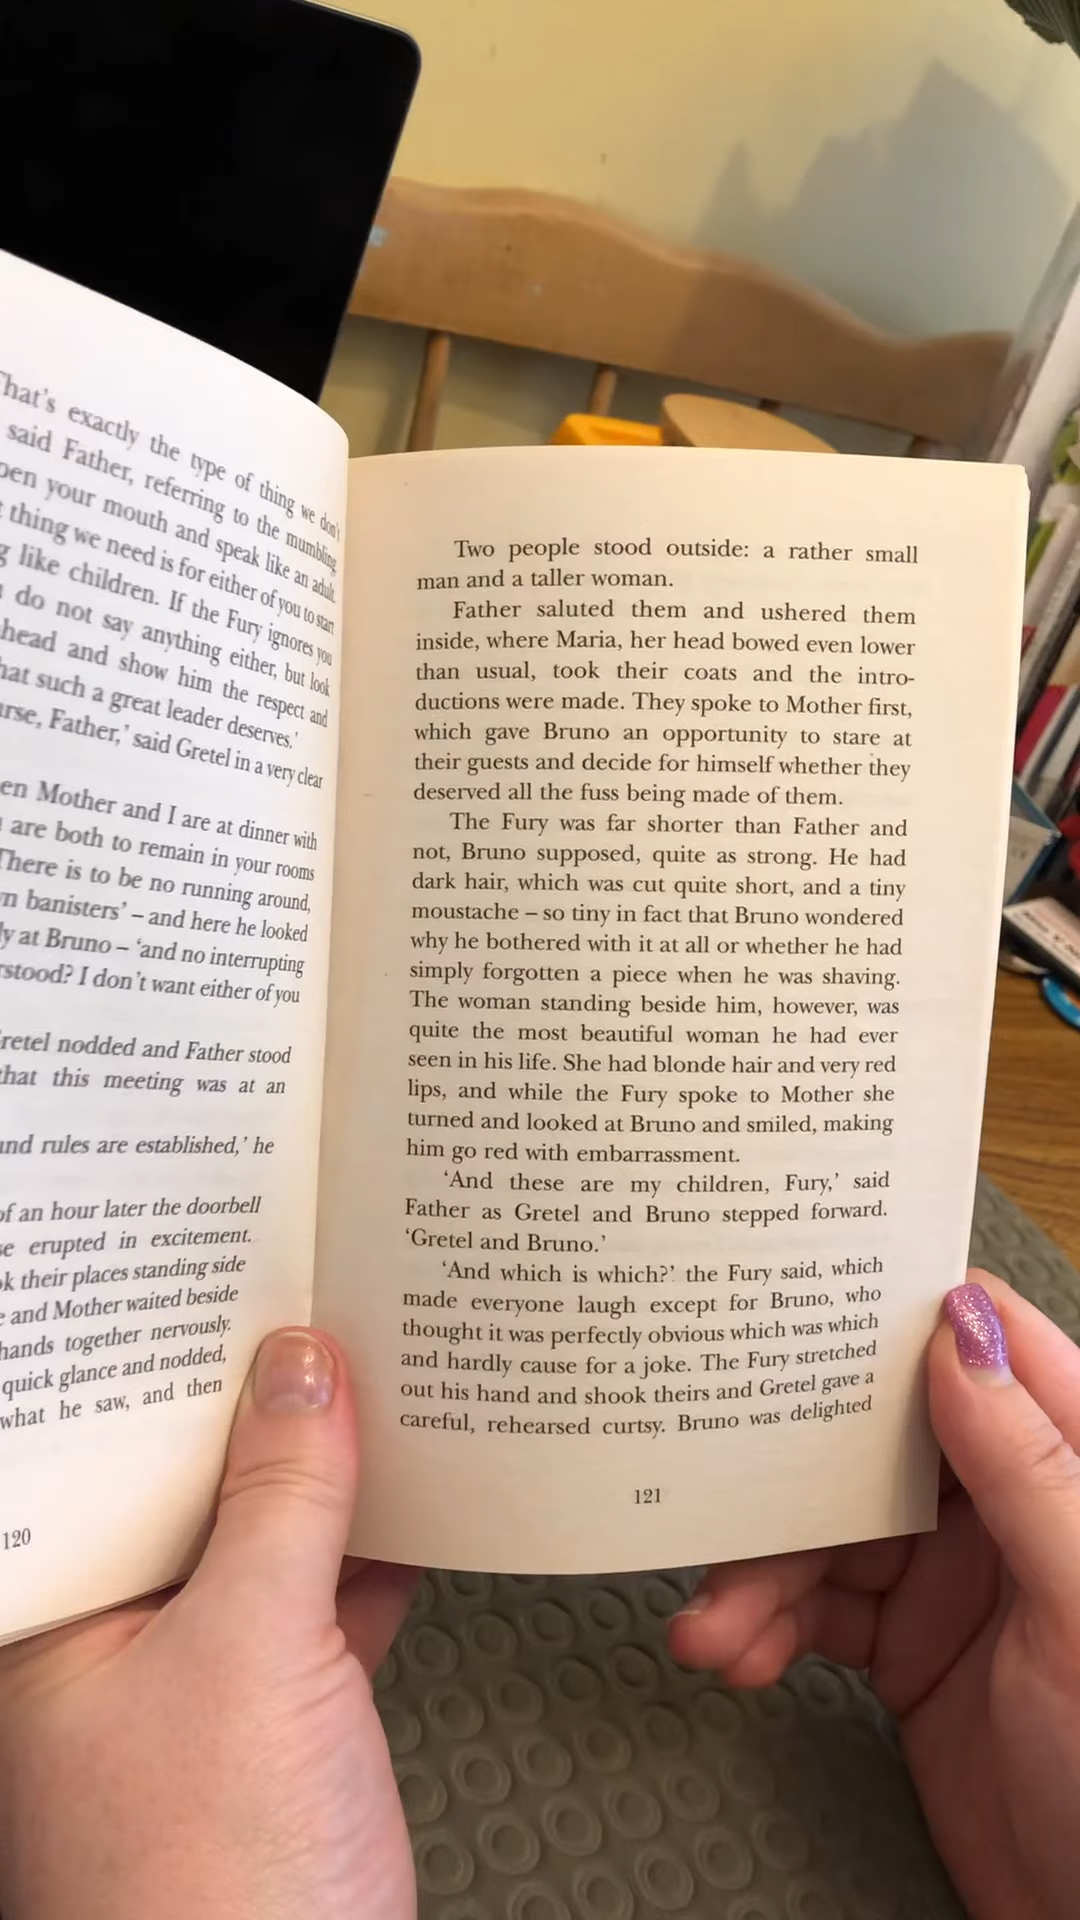 That's exactly the type of thing we don't
said Father, referring to the mumbling.
open your mouth and speak like an adult.
thing we need is for either of you to start
like children. If the Fury ignores you
do not say anything either, but look
head and show him the respect and
that such a great leader deserves.'
Father,' said Gretel in a very clear
Mother and I are at dinner with
are both to remain in your rooms
There is to be no running around,
banisters' – and here he looked
at Bruno – 'and no interrupting
I don't want either of you
Gretel nodded and Father stood
that this meeting was at an
rules are established,' he
of an hour later the doorbell
erupted in excitement.
their places standing side
and Mother waited beside
hands together nervously.
quick glance and nodded,
what he saw, and then
120
Two people stood outside: a rather small
man and a taller woman.
Father saluted them and ushered them
inside, where Maria, her head bowed even lower
than usual, took their coats and the intro-
ductions were made. They spoke to Mother first,
which gave Bruno an opportunity to stare at
their guests and decide for himself whether they
deserved all the fuss being made of them.
The Fury was far shorter than Father and
not, Bruno supposed, quite as strong. He had
dark hair, which was cut quite short, and a tiny
moustache – so tiny in fact that Bruno wondered
why he bothered with it at all or whether he had
simply forgotten a piece when he was shaving.
The woman standing beside him, however, was
quite the most beautiful woman he had ever
seen in his life. She had blonde hair and very red
lips, and while the Fury spoke to Mother she
turned and looked at Bruno and smiled, making
him go red with embarrassment.
'And these are my children, Fury,' said
Father as Gretel and Bruno stepped forward.
'Gretel and Bruno.'
'And which is which?' the Fury said, which
made everyone laugh except for Bruno, who
thought it was perfectly obvious which was which
and hardly cause for a joke. The Fury stretched
out his hand and shook theirs and Gretel gave a
careful, rehearsed curtsy. Bruno was delighted
121